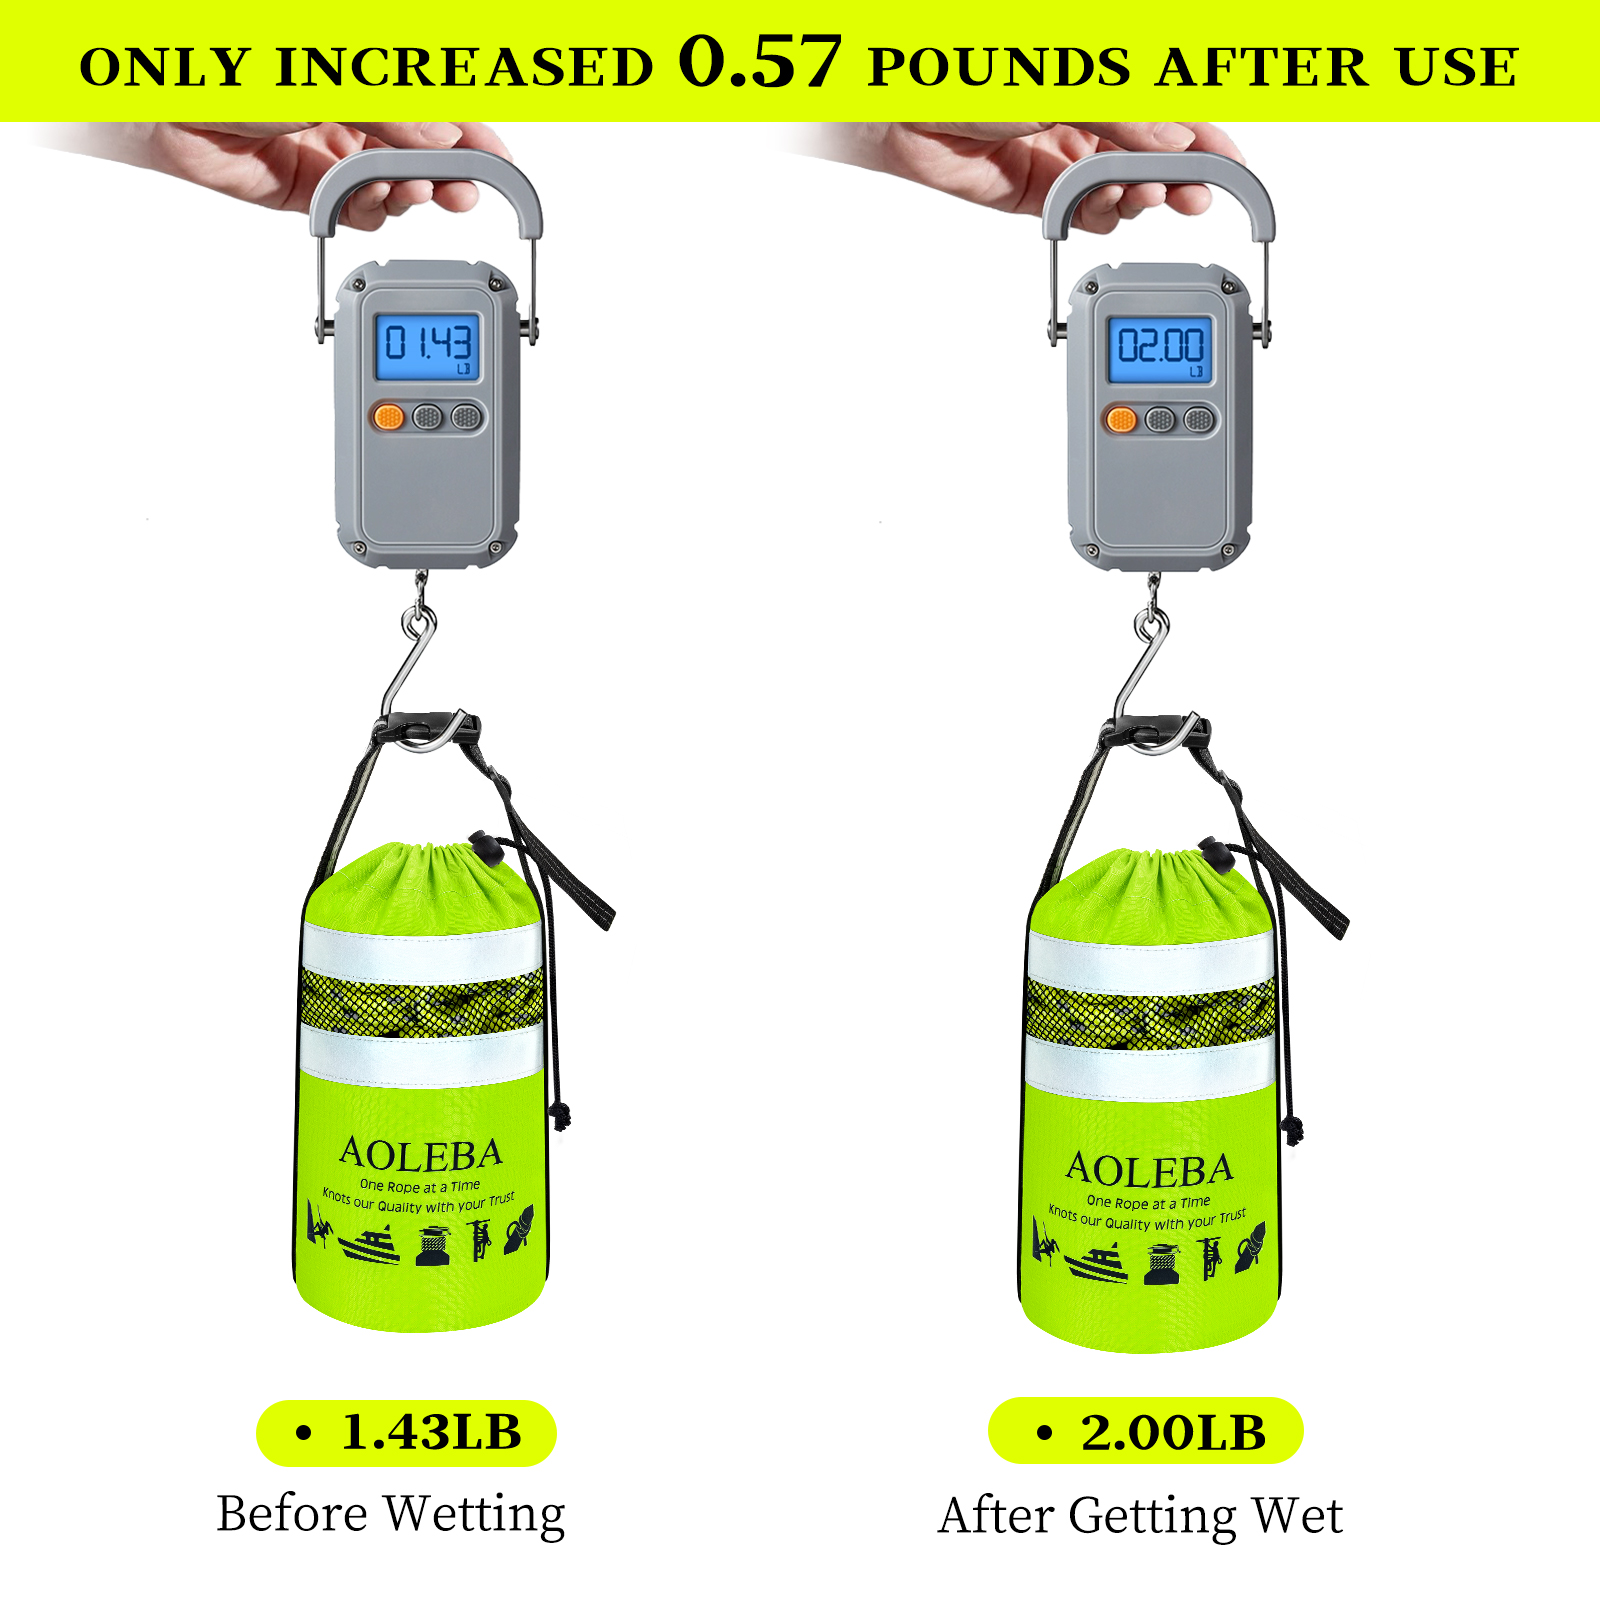 ONLY INCREASED 0.57 POUNDS AFTER USE
01.43
LB
02.00
LB
AOLEBA
One Rope at a Time
Knots our Quality with your Trust
AOLEBA
One Rope at a Time
Knots our Quality with your Trust
• 1.43LB
• 2.00LB
Before Wetting
After Getting Wet